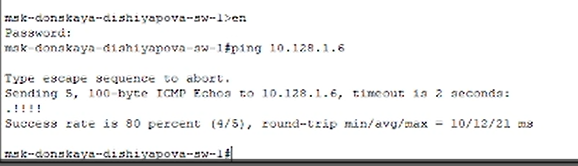 msk-donskaya-dishiyapova-sw-1>en
Password:
msk-donskaya-dishiyapova-sw-1#ping 10.128.1.6
Type escape sequence to abort.
Sending 5, 100-byte ICMP Echos to 10.128.1.6, timeout is 2 seconds:
.!!!!
Success rate is 80 percent (4/5), round-trip min/avg/max = 10/12/21 ms
msk-donskaya-dishiyapova-sw-1#